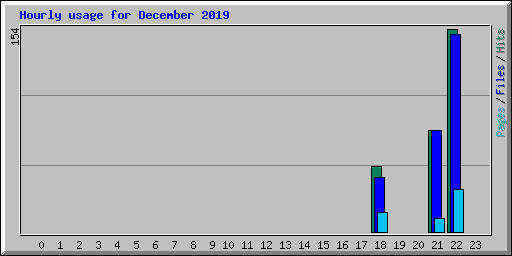 Hourly usage for December 2019
154
Pages/Files/Hits
0 1 2 3 4 5 6 7 8 9 10 11 12 13 14 15 16 17 18 19 20 21 22 23